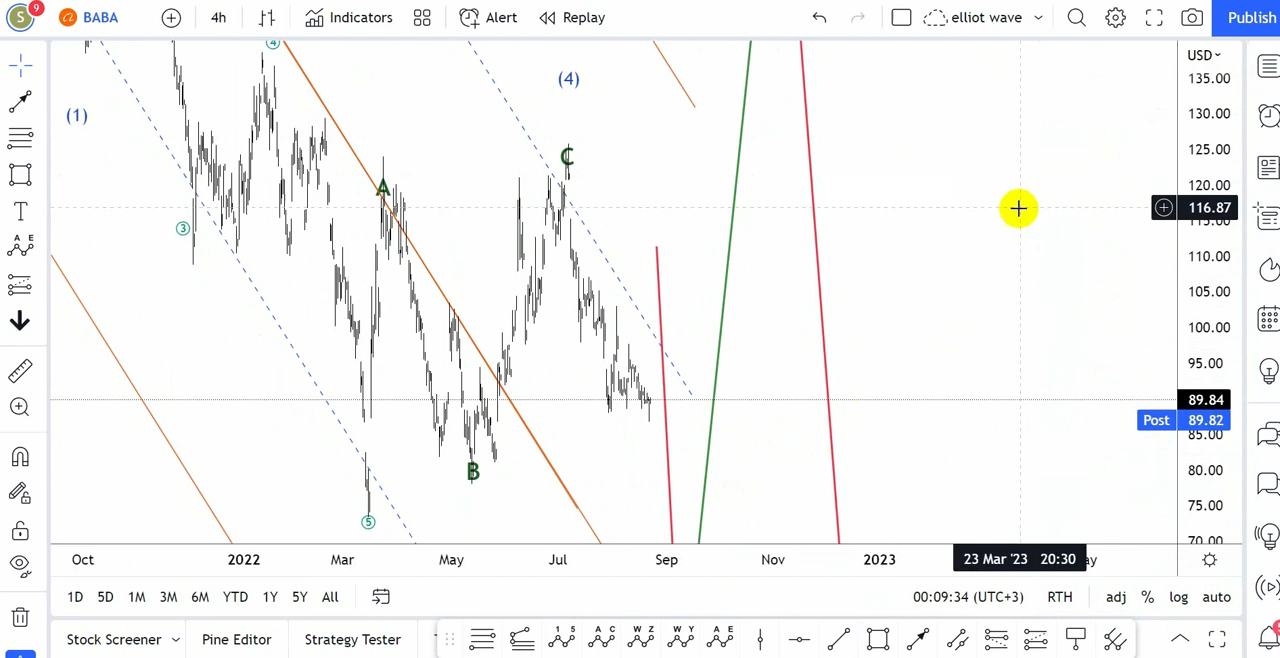 S 9 BABA 4h Indicators Alert Replay elliot wave Publish
USD
135.00
130.00
125.00
120.00
116.87
115.00
110.00
105.00
100.00
95.00
89.84
Post 89.82
85.00
80.00
75.00
70.00
4
(4)
(1)
C
A
3
B
5
Oct 2022 Mar May Jul Sep Nov 2023 23 Mar '23 20:30 ay
1D 5D 1M 3M 6M YTD 1Y 5Y All 00:09:34 (UTC+3) RTH adj % log auto
Stock Screener Pine Editor Strategy Tester
1 5 A C W Z W Y A E
A E